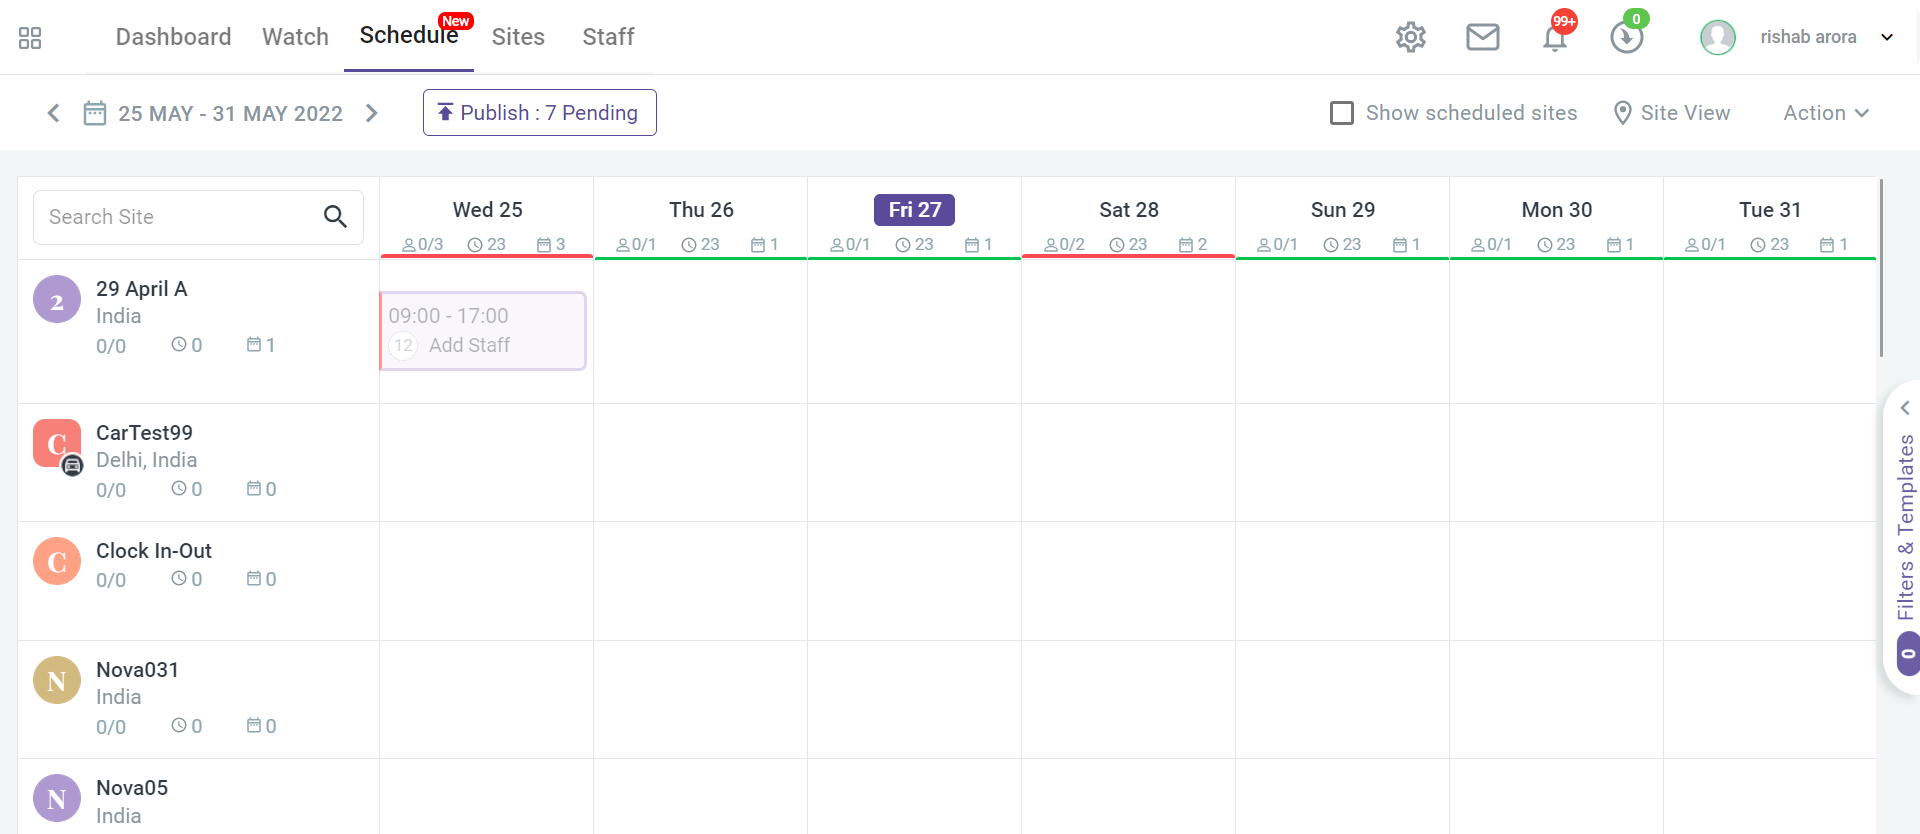 Dashboard Watch Schedule New Sites Staff 99+ 0 rishab arora
25 MAY - 31 MAY 2022 Publish : 7 Pending Show scheduled sites Site View Action
Search Site Wed 25 Thu 26 Fri 27 Sat 28 Sun 29 Mon 30 Tue 31
0/3 23 3 0/1 23 1 0/1 23 1 0/2 23 2 0/1 23 1 0/1 23 1 0/1 23 1
2 29 April A
India
0/0 0 1
09:00 - 17:00
12 Add Staff
C CarTest99
Delhi, India
0/0 0 0
C Clock In-Out
0/0 0 0
N Nova031
India
0/0 0 0
N Nova05
India
Filters & Templates
0